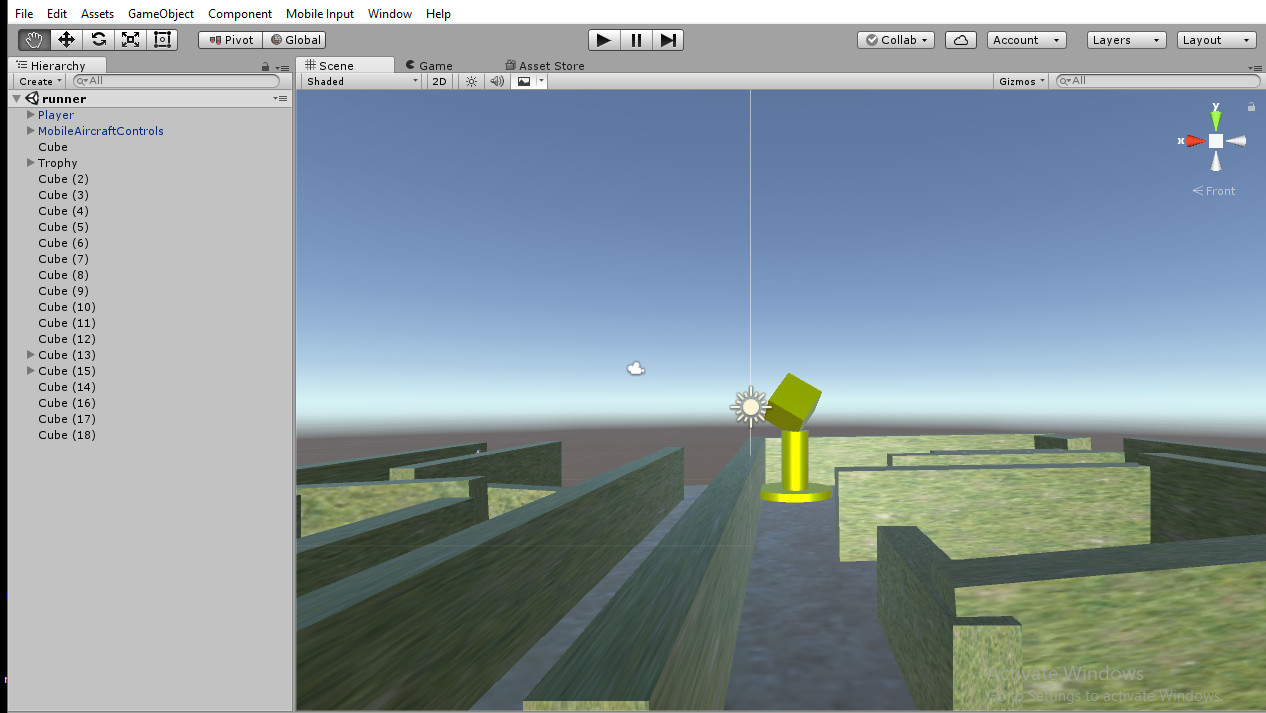 File Edit Assets GameObject Component Mobile Input Window Help
Pivot Global Collab Account Layers Layout
Hierarchy Scene Game Asset Store
Create All Shaded 2D Gizmos All
runner
Player
MobileAircraftControls
Cube
Trophy
Cube (2)
Cube (3)
Cube (4)
Cube (5)
Cube (6)
Cube (7)
Cube (8)
Cube (9)
Cube (10)
Cube (11)
Cube (12)
Cube (13)
Cube (15)
Cube (14)
Cube (16)
Cube (17)
Cube (18)
y
x
Front
Activate Windows
Go to Settings to activate Windows.